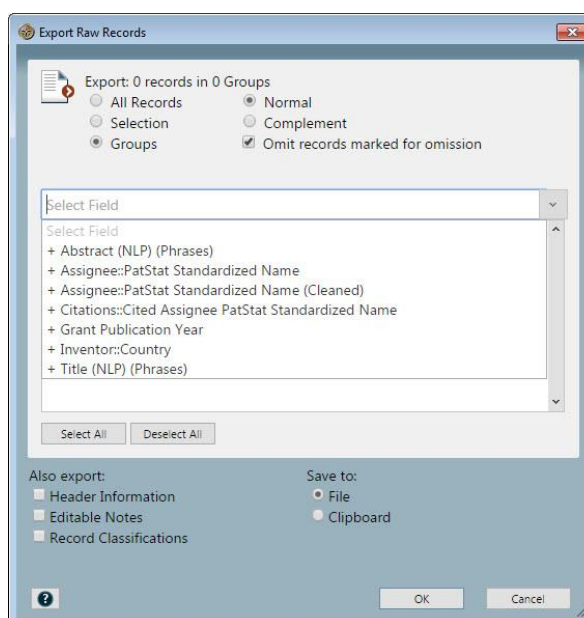 Export Raw Records
Export: 0 records in 0 Groups
All Records Normal
Selection Complement
Groups Omit records marked for omission
Select Field
Select Field
+ Abstract (NLP) (Phrases)
+ Assignee::PatStat Standardized Name
+ Assignee::PatStat Standardized Name (Cleaned)
+ Citations::Cited Assignee PatStat Standardized Name
+ Grant Publication Year
+ Inventor::Country
+ Title (NLP) (Phrases)
Select All Deselect All
Also export: Save to:
Header Information File
Editable Notes Clipboard
Record Classifications
? OK Cancel